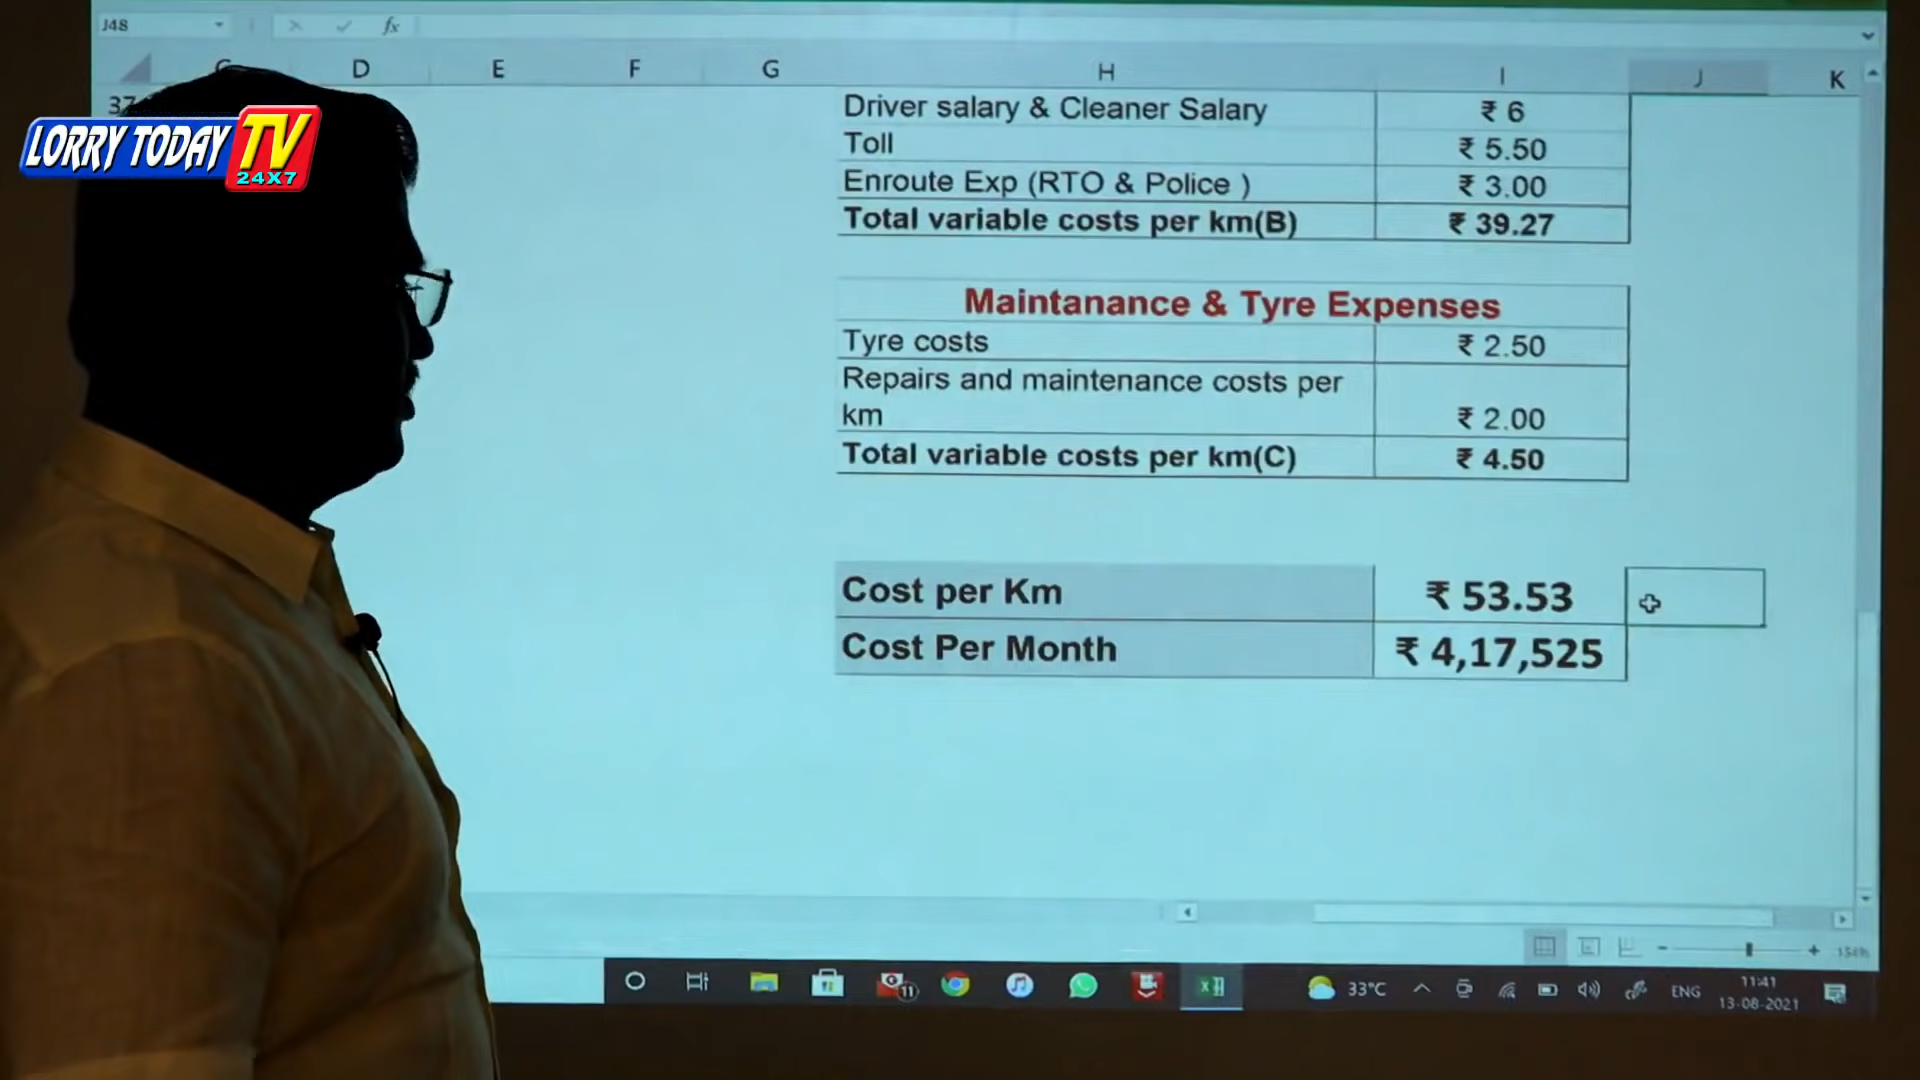 J48
fx
D E F G H I J K
37
LORRY TODAY TV
24X7
Driver salary & Cleaner Salary ₹ 6
Toll ₹ 5.50
Enroute Exp (RTO & Police ) ₹ 3.00
Total variable costs per km(B) ₹ 39.27
Maintanance & Tyre Expenses
Tyre costs ₹ 2.50
Repairs and maintenance costs per
km ₹ 2.00
Total variable costs per km(C) ₹ 4.50
Cost per Km ₹ 53.53
Cost Per Month ₹ 4,17,525
11
33°C
ENG
11:41
13-08-2021